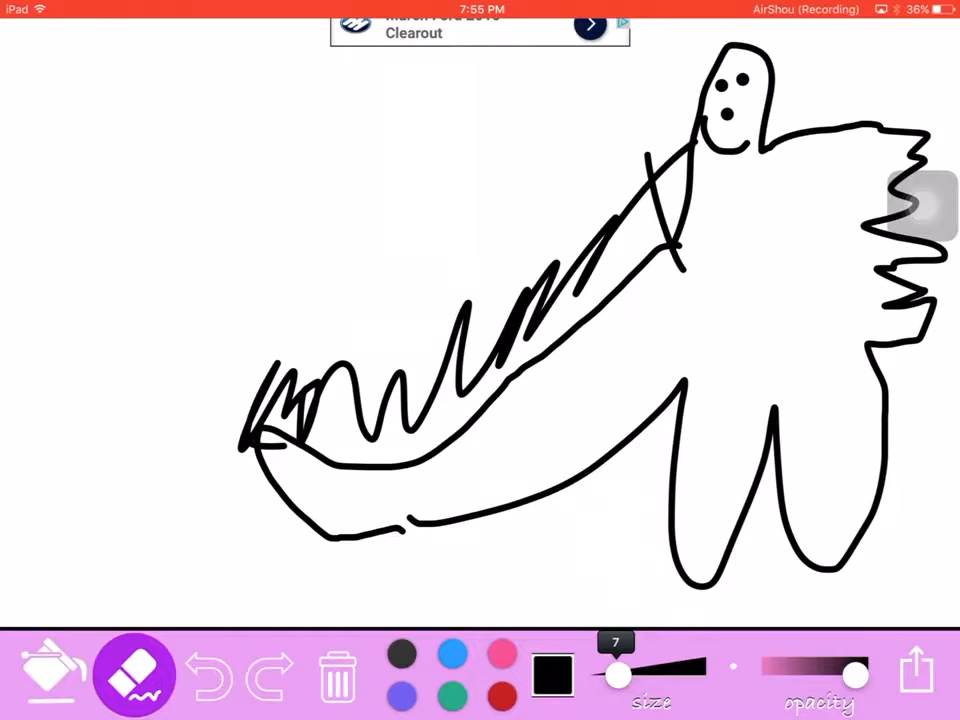 iPad
7:55 PM
AirShou (Recording)
36%
Clearout
7
size
opacity